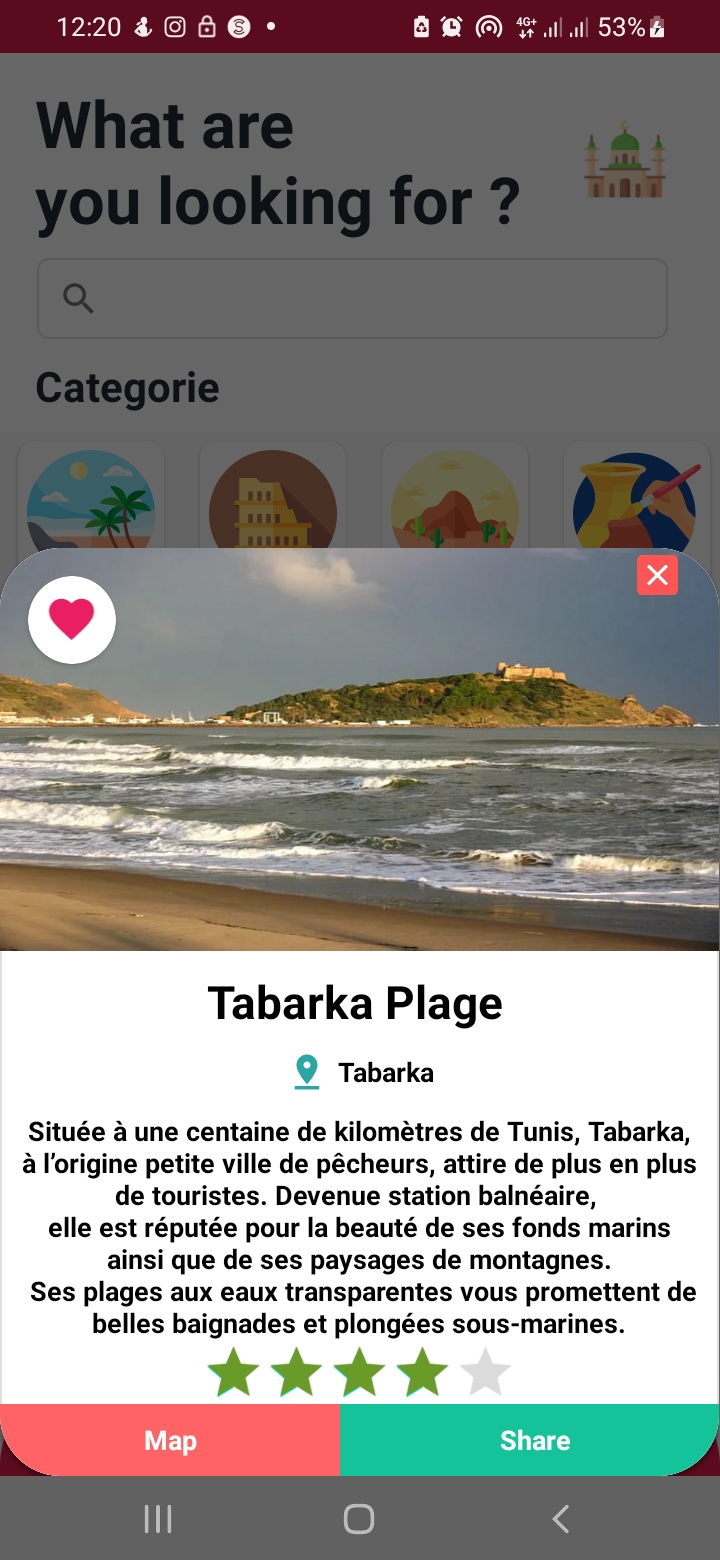 12:20
4G+
53%
What are
you looking for ?
Categorie
Tabarka Plage
Tabarka
Située à une centaine de kilomètres de Tunis, Tabarka,
à l’origine petite ville de pêcheurs, attire de plus en plus
de touristes. Devenue station balnéaire,
elle est réputée pour la beauté de ses fonds marins
ainsi que de ses paysages de montagnes.
Ses plages aux eaux transparentes vous promettent de
belles baignades et plongées sous-marines.
Map
Share